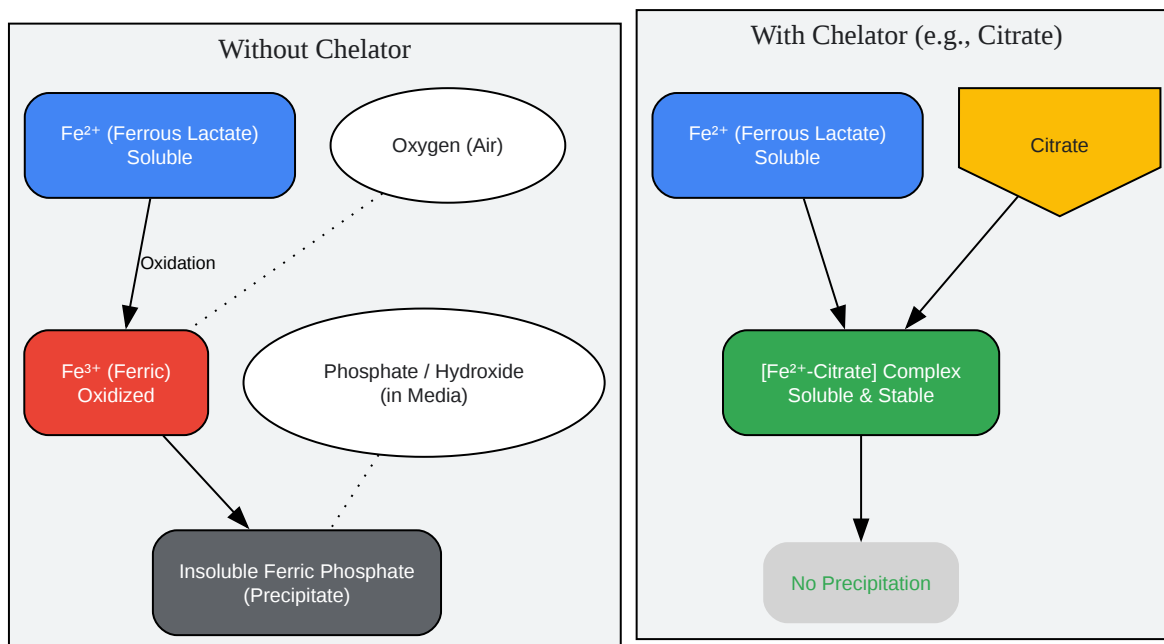 Without Chelator
Fe²⁺ (Ferrous Lactate)
Soluble
Oxygen (Air)
Oxidation
Fe³⁺ (Ferric)
Oxidized
Phosphate / Hydroxide
(in Media)
Insoluble Ferric Phosphate
(Precipitate)
With Chelator (e.g., Citrate)
Fe²⁺ (Ferrous Lactate)
Soluble
Citrate
[Fe²⁺-Citrate] Complex
Soluble & Stable
No Precipitation